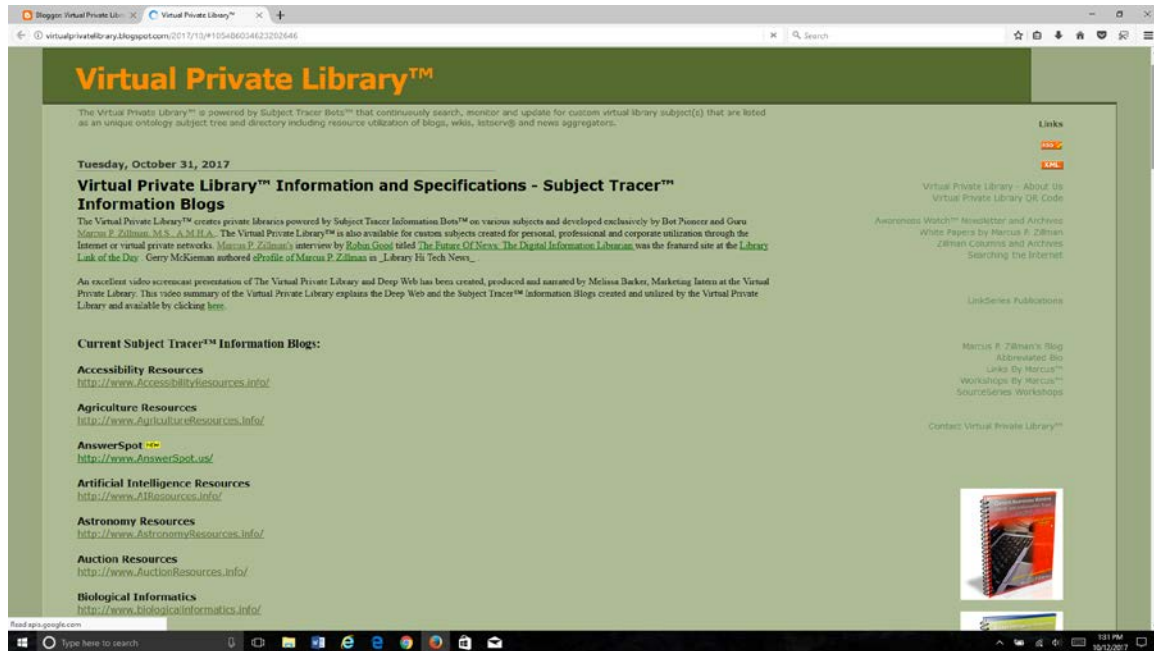 Blogger: Virtual Private Libr
Virtual Private Library™
virtualprivatelibrary.blogspot.com/2017/10/#105486034623202646
Search
Virtual Private Library™
The Virtual Private Library™ is powered by Subject Tracer Bots™ that continuously search, monitor and update for custom virtual library subject(s) that are listed
as an unique ontology subject tree and directory including resource utilization of blogs, wikis, listserv® and news aggregators.
Tuesday, October 31, 2017
Virtual Private Library™ Information and Specifications - Subject Tracer™
Information Blogs
The Virtual Private Library™ creates private libraries powered by Subject Tracer Information Bots™ on various subjects and developed exclusively by Bot Pioneer and Guru
Marcus P. Zillman, M.S., A.M.H.A.. The Virtual Private Library™ is also available for custom subjects created for personal, professional and corporate utilization through the
Internet or virtual private networks. Marcus P. Zillman's interview by Robin Good titled The Future Of News: The Digital Information Librarian was the featured site at the Library
Link of the Day. Gerry McKiernan authored eProfile of Marcus P. Zillman in _Library Hi Tech News_
An excellent video screencast presentation of The Virtual Private Library and Deep Web has been created, produced and narrated by Melissa Barker, Marketing Intern at the Virtual
Private Library. This video summary of the Virtual Private Library explains the Deep Web and the Subject Tracer™ Information Blogs created and utilized by the Virtual Private
Library and available by clicking here.
Current Subject Tracer™ Information Blogs:
Accessibility Resources
http://www.AccessibilityResources.info/
Agriculture Resources
http://www.AgricultureResources.info/
AnswerSpot NEW
http://www.AnswerSpot.us/
Artificial Intelligence Resources
http://www.AIResources.info/
Astronomy Resources
http://www.AstronomyResources.info/
Auction Resources
http://www.AuctionResources.info/
Biological Informatics
http://www.biologicalinformatics.info/
Links
RSS
XML
Virtual Private Library - About Us
Virtual Private Library QR Code
Awareness Watch™ Newsletter and Archives
White Papers by Marcus P. Zillman
Zillman Columns and Archives
Searching the Internet
LinkSeries Publications
Marcus P. Zillman's Blog
Abbreviated Bio
Links By Marcus™
Workshops By Marcus™
SourceSeries Workshops
Contact Virtual Private Library™
Read apis.google.com
Type here to search
1:31 PM
10/12/2017